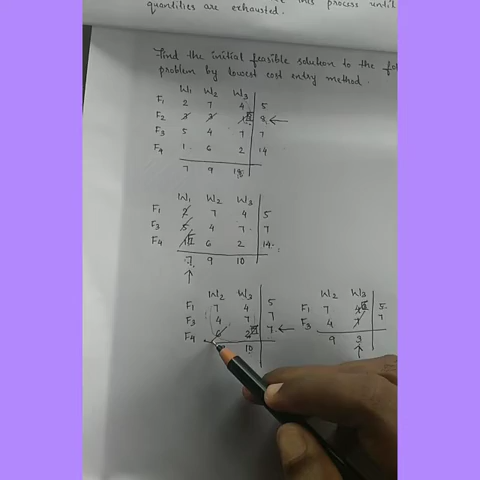 this process until
quantities are exhausted.
Find the initial feasible solution to the fol
problem by lowest cost entry method.
W1 W2 W3
F1 2 7 4 5
F2 3 3 1 8
F3 5 4 7 7
F4 1 6 2 14
7 9 18
W1 W2 W3
F1 2 7 4 5
F3 5 4 7 7
F4 1 6 2 14
7 9 10
W2 W3
F1 7 4 5
F3 4 7 7
F4 6 2 7
10
W2 W3
F1 7 4 5
F3 4 7 7
9 3